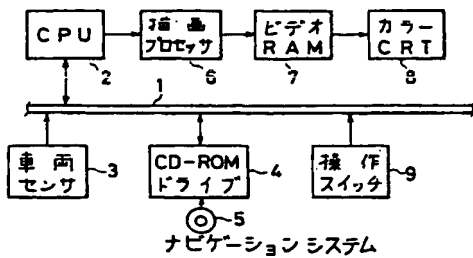 CPU
2
描画
プロセッサ
6
ビデオ
RAM
7
カラー
CRT
8
1
車両
センサ
3
CD-ROM
ドライブ
4
5
操作
スイッチ
9
ナビゲーションシステム